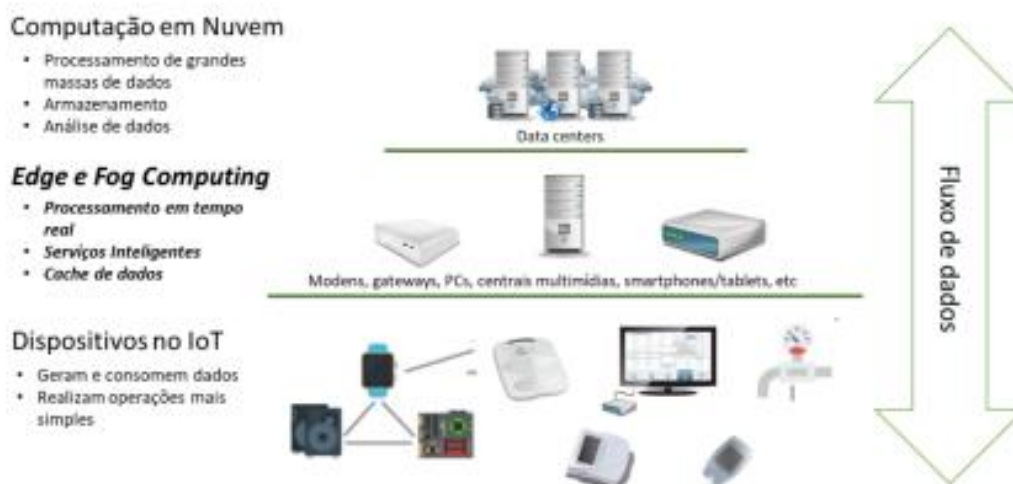 Computação em Nuvem
• Processamento de grandes
massas de dados
• Armazenamento
• Análise de dados
Data centers
Edge e Fog Computing
• Processamento em tempo
real
• Serviços Inteligentes
• Cache de dados
Modens, gateways, PCs, centrais multimídias, smartphones/tablets, etc
Dispositivos no IoT
• Geram e consomem dados
• Realizam operações mais
simples
Fluxo de dados